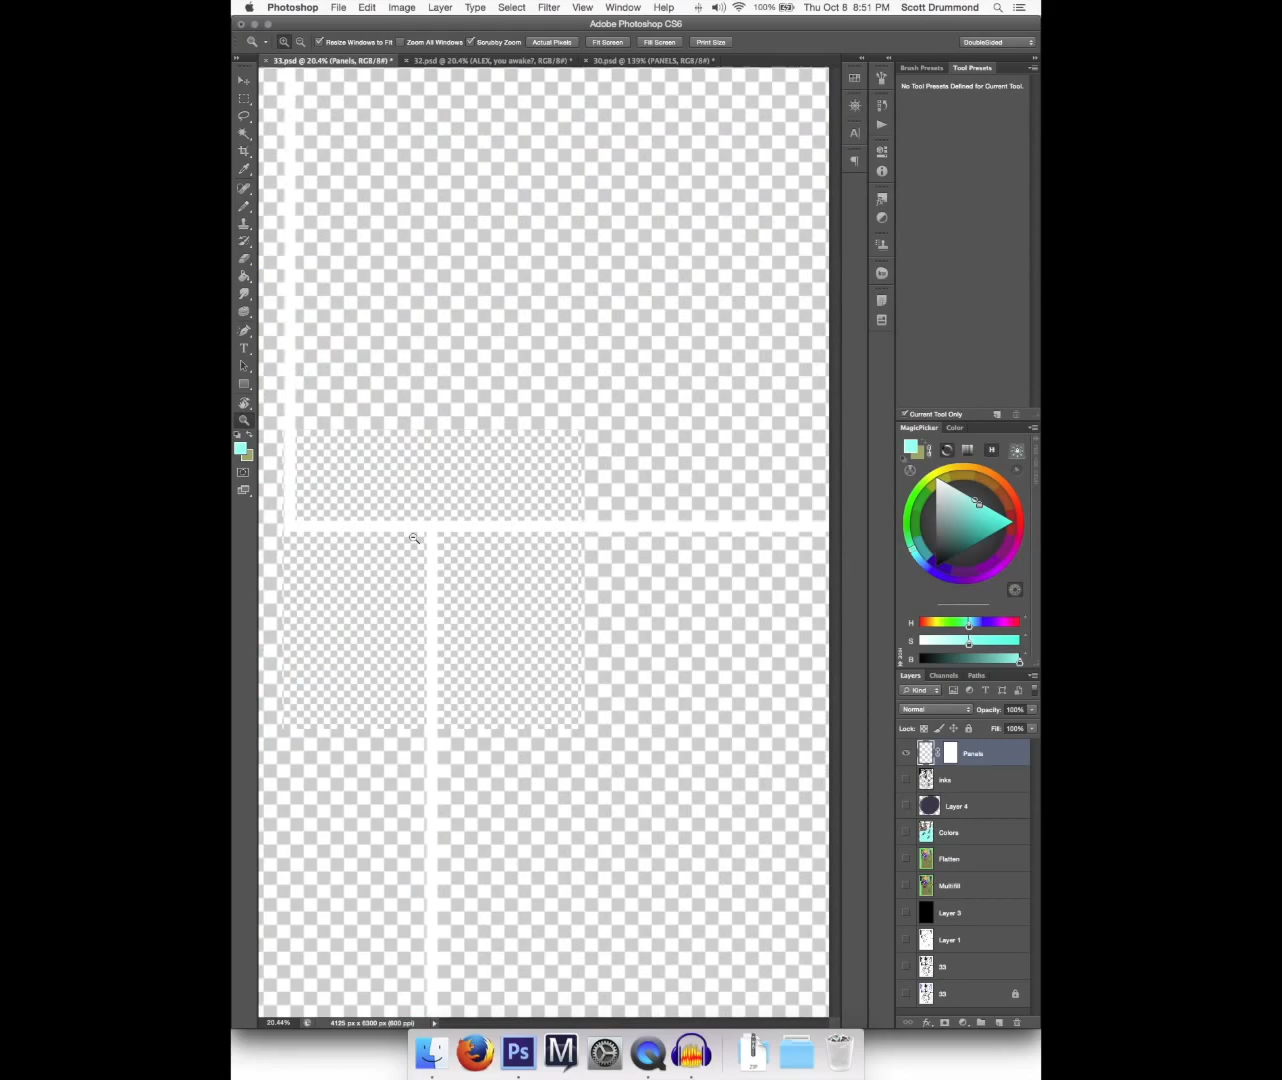 Photoshop File Edit Image Layer Type Select Filter View Window Help 100% Thu Oct 8 8:51 PM Scott Drummond
Adobe Photoshop CS6
Resize Windows to Fit Zoom All Windows Scrubby Zoom Actual Pixels Fit Screen Fill Screen Print Size DoubleSided
33.psd @ 20.4% (Panels, RGB/8#) * 32.psd @ 20.4% (ALEX, you awake?, RGB/8#) * 30.psd @ 139% (PANELS, RGB/8#) *
Brush Presets Tool Presets
No Tool Presets Defined for Current Tool.
Current Tool Only
MagicPicker Color
H
H
S
B
Layers Channels Paths
Kind
Normal Opacity: 100%
Lock: Fill: 100%
Panels
inks
Layer 4
Colors
Flatten
Multifill
Layer 3
Layer 1
33
33
20.44% 4125 px x 6300 px (600 ppi)
Ps M
ZIP